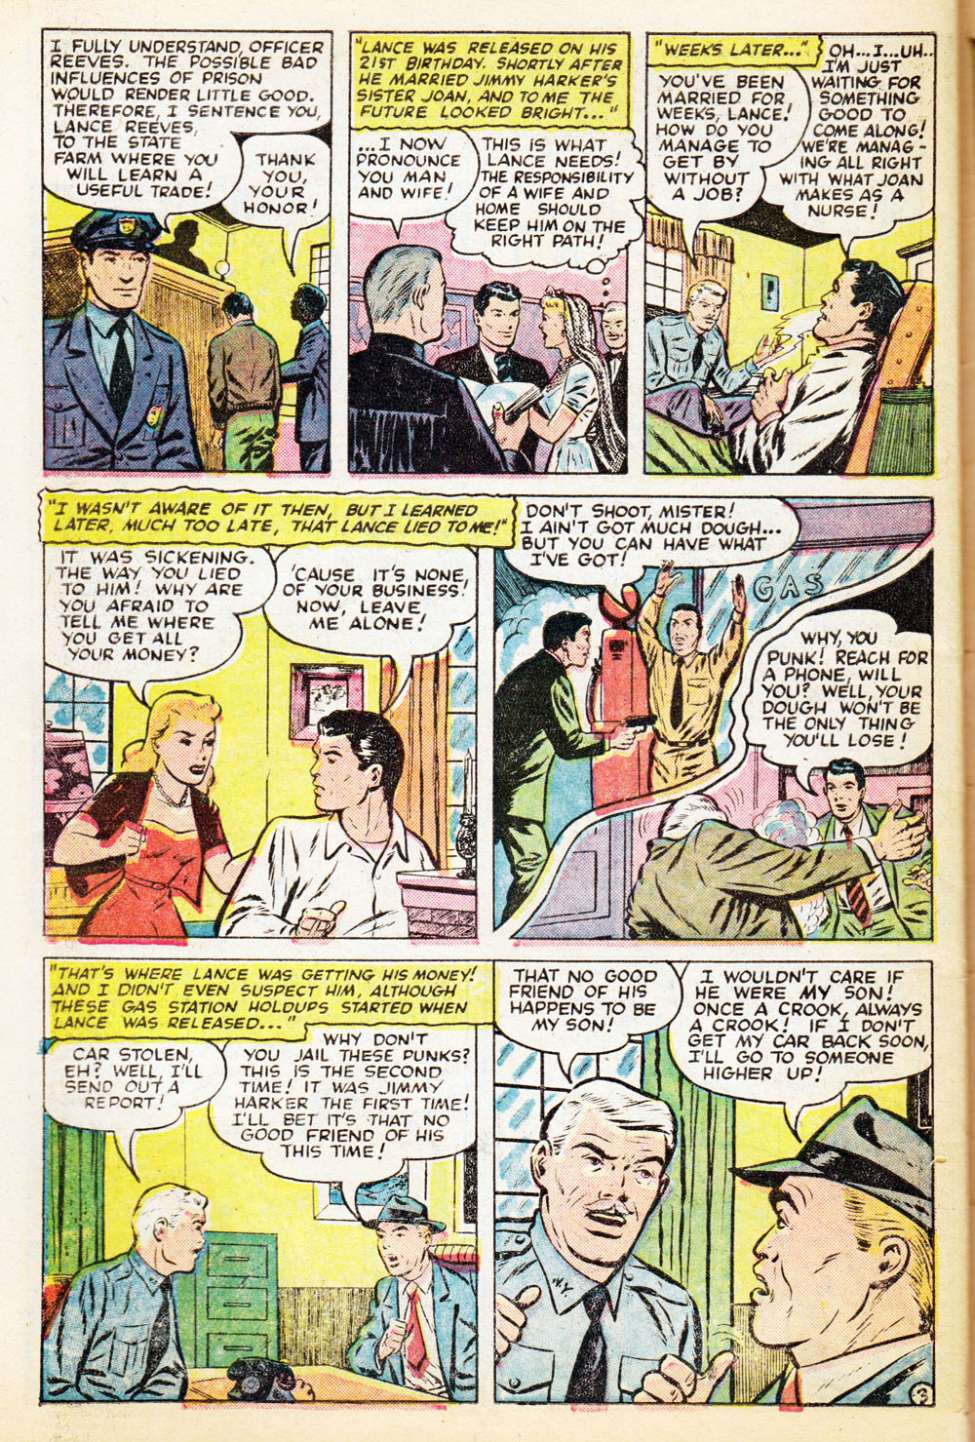 I FULLY UNDERSTAND, OFFICER
REEVES. THE POSSIBLE BAD
INFLUENCES OF PRISON
WOULD RENDER LITTLE GOOD.
THEREFORE, I SENTENCE YOU,
LANCE REEVES,
TO THE STATE
FARM WHERE YOU
WILL LEARN A
USEFUL TRADE!
THANK
YOU,
YOUR
HONOR!
"LANCE WAS RELEASED ON HIS
21ST BIRTHDAY. SHORTLY AFTER
HE MARRIED JIMMY HARKER'S
SISTER JOAN, AND TO ME THE
FUTURE LOOKED BRIGHT..."
...I NOW
PRONOUNCE
YOU MAN
AND WIFE!
THIS IS WHAT
LANCE NEEDS!
THE RESPONSIBILITY
OF A WIFE AND
HOME SHOULD
KEEP HIM ON THE
RIGHT PATH!
"WEEKS LATER..."
YOU'VE BEEN
MARRIED FOR
WEEKS, LANCE!
HOW DO YOU
MANAGE TO
GET BY
WITHOUT
A JOB?
OH...I...UH..
I'M JUST
WAITING FOR
SOMETHING
GOOD TO
COME ALONG!
WE'RE MANAG-
ING ALL RIGHT
WITH WHAT JOAN
MAKES AS A
NURSE!
"I WASN'T AWARE OF IT THEN, BUT I LEARNED
LATER, MUCH TOO LATE, THAT LANCE LIED TO ME!"
IT WAS SICKENING.
THE WAY YOU LIED
TO HIM! WHY ARE
YOU AFRAID TO
TELL ME WHERE
YOU GET ALL
YOUR MONEY?
'CAUSE IT'S NONE
OF YOUR BUSINESS!
NOW, LEAVE
ME ALONE!
DON'T SHOOT, MISTER!
I AIN'T GOT MUCH DOUGH...
BUT YOU CAN HAVE WHAT
I'VE GOT!
GAS
WHY, YOU
PUNK! REACH FOR
A PHONE, WILL
YOU? WELL, YOUR
DOUGH WON'T BE
THE ONLY THING
YOU'LL LOSE!
"THAT'S WHERE LANCE WAS GETTING HIS MONEY!
AND I DIDN'T EVEN SUSPECT HIM, ALTHOUGH
THESE GAS STATION HOLDUPS STARTED WHEN
LANCE WAS RELEASED..."
CAR STOLEN,
EH? WELL, I'LL
SEND OUT A
REPORT!
WHY DON'T
YOU JAIL THESE PUNKS?
THIS IS THE SECOND
TIME! IT WAS JIMMY
HARKER THE FIRST TIME!
I'LL BET IT'S THAT NO
GOOD FRIEND OF HIS
THIS TIME!
THAT NO GOOD
FRIEND OF HIS
HAPPENS TO BE
MY SON!
I WOULDN'T CARE IF
HE WERE MY SON!
ONCE A CROOK, ALWAYS
A CROOK! IF I DON'T
GET MY CAR BACK SOON,
I'LL GO TO SOMEONE
HIGHER UP!
3